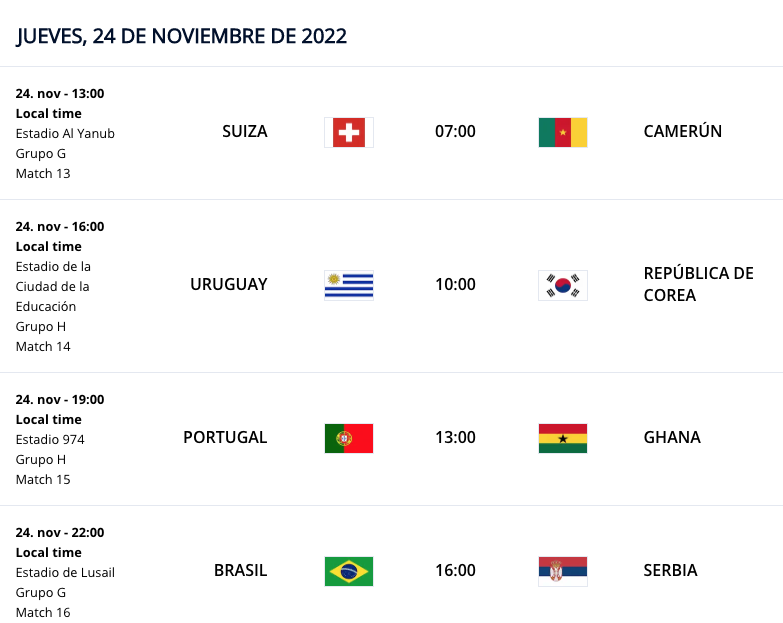 JUEVES, 24 DE NOVIEMBRE DE 2022
24. nov - 13:00
Local time
Estadio Al Yanub
Grupo G
Match 13
SUIZA
07:00
CAMERÚN
24. nov - 16:00
Local time
Estadio de la
Ciudad de la
Educación
Grupo H
Match 14
URUGUAY
10:00
REPÚBLICA DE
COREA
24. nov - 19:00
Local time
Estadio 974
Grupo H
Match 15
PORTUGAL
13:00
GHANA
24. nov - 22:00
Local time
Estadio de Lusail
Grupo G
Match 16
BRASIL
16:00
SERBIA